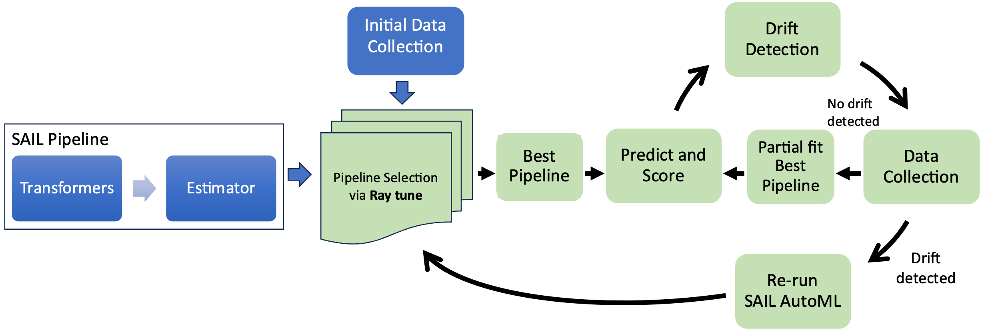 Initial Data
Collection
SAIL Pipeline
Transformers
Estimator
Pipeline Selection
via Ray tune
Best
Pipeline
Predict and
Score
Drift
Detection
No drift
detected
Partial fit
Best
Pipeline
Data
Collection
Drift
detected
Re-run
SAIL AutoML